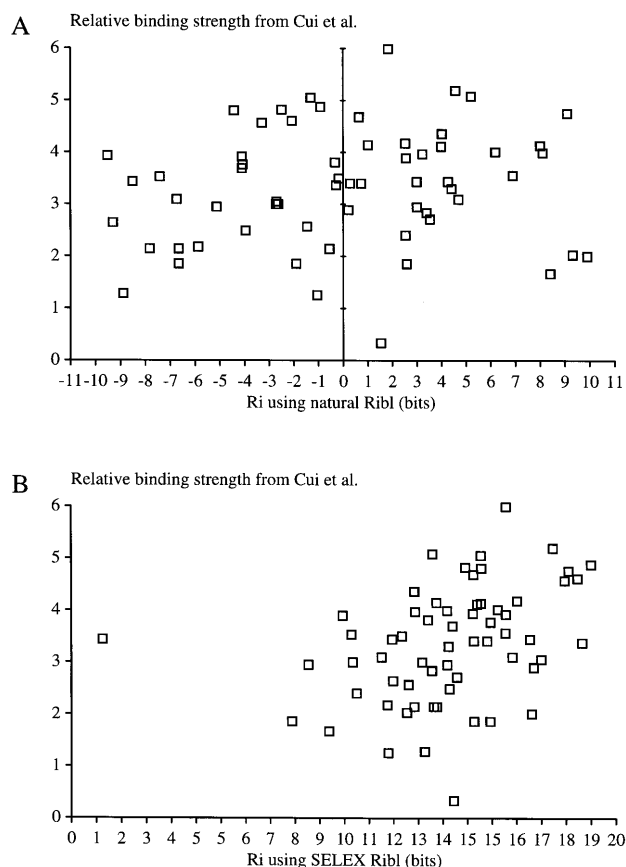 A
Relative binding strength from Cui et al.
6
5
4
3
2
1
0
-11 -10 -9 -8 -7 -6 -5 -4 -3 -2 -1 0 1 2 3 4 5 6 7 8 9 10 11
Ri using natural Ribl (bits)
B
Relative binding strength from Cui et al.
6
5
4
3
2
1
0
0 1 2 3 4 5 6 7 8 9 10 11 12 13 14 15 16 17 18 19 20
Ri using SELEX Ribl (bits)